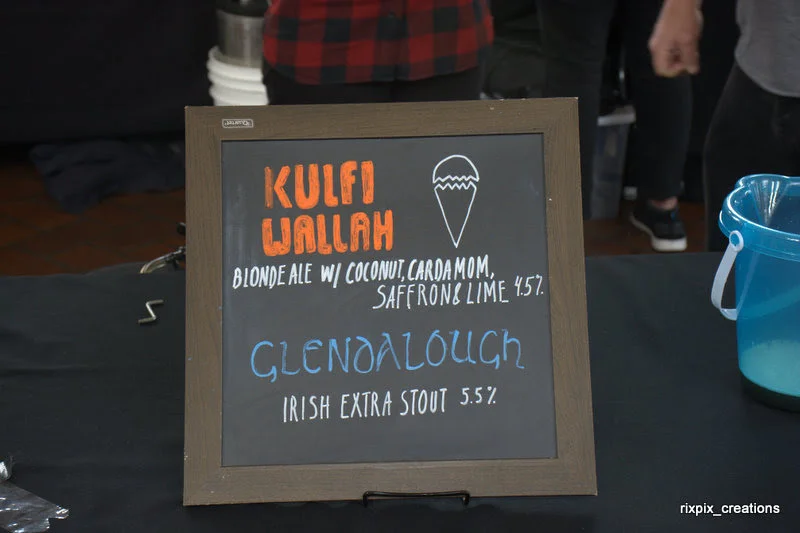 KULFI
WALLAH
BLONDE ALE W/ COCONUT, CARDAMOM,
SAFFRON & LIME 4.5%
GLENDALOUGH
IRISH EXTRA STOUT 5.5%
rixpix_creations